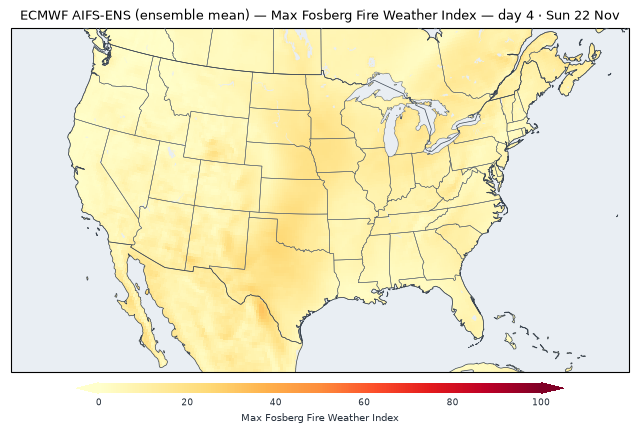 ECMWF AIFS-ENS (ensemble mean) — Max Fosberg Fire Weather Index — day 4 · Sun 22 Nov
0 20 40 60 80 100
Max Fosberg Fire Weather Index